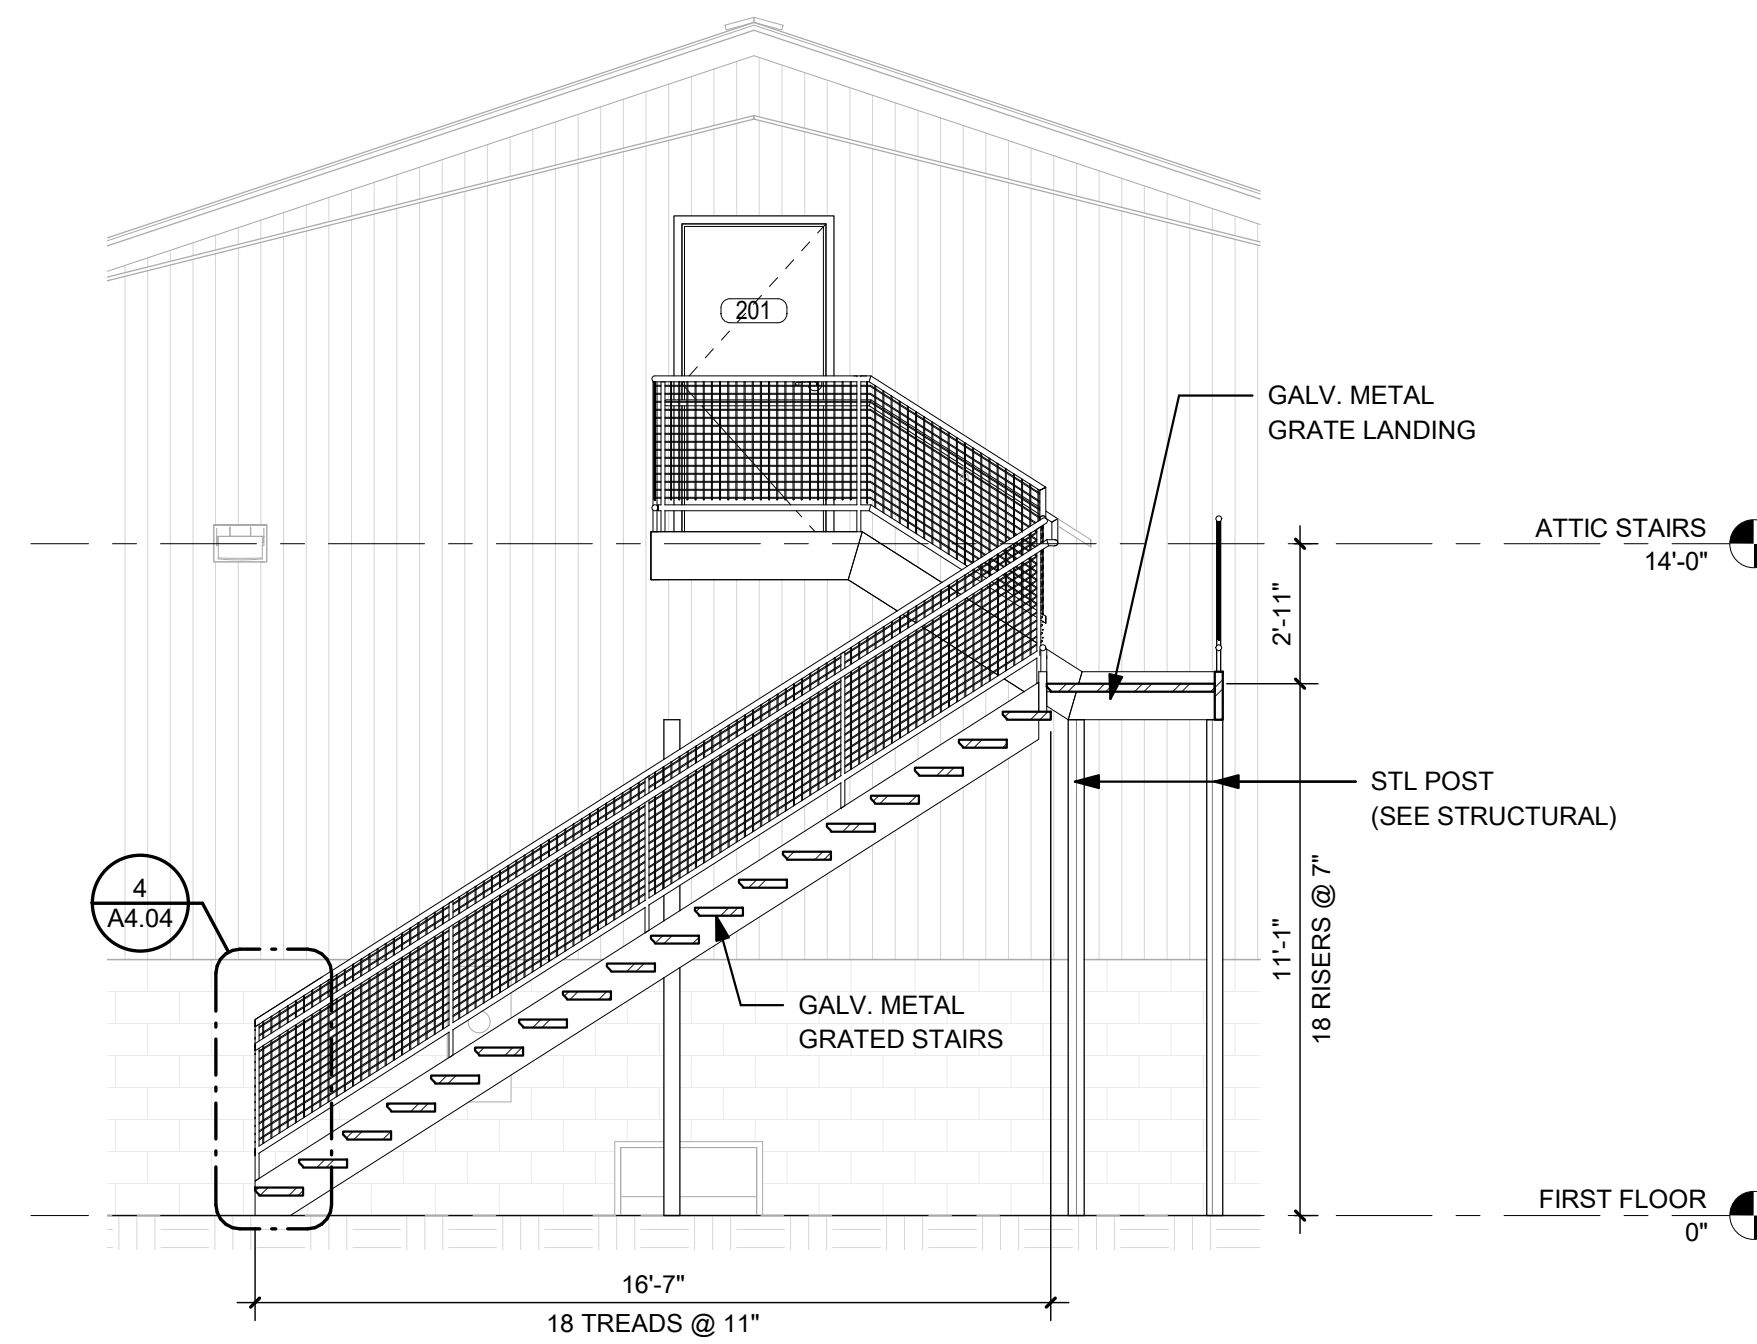 201
GALV. METAL
GRATE LANDING
ATTIC STAIRS
14'-0"
2'-11"
STL POST
(SEE STRUCTURAL)
4
A4.04
11'-1"
18 RISERS @ 7"
GALV. METAL
GRATED STAIRS
FIRST FLOOR
0"
16'-7"
18 TREADS @ 11"